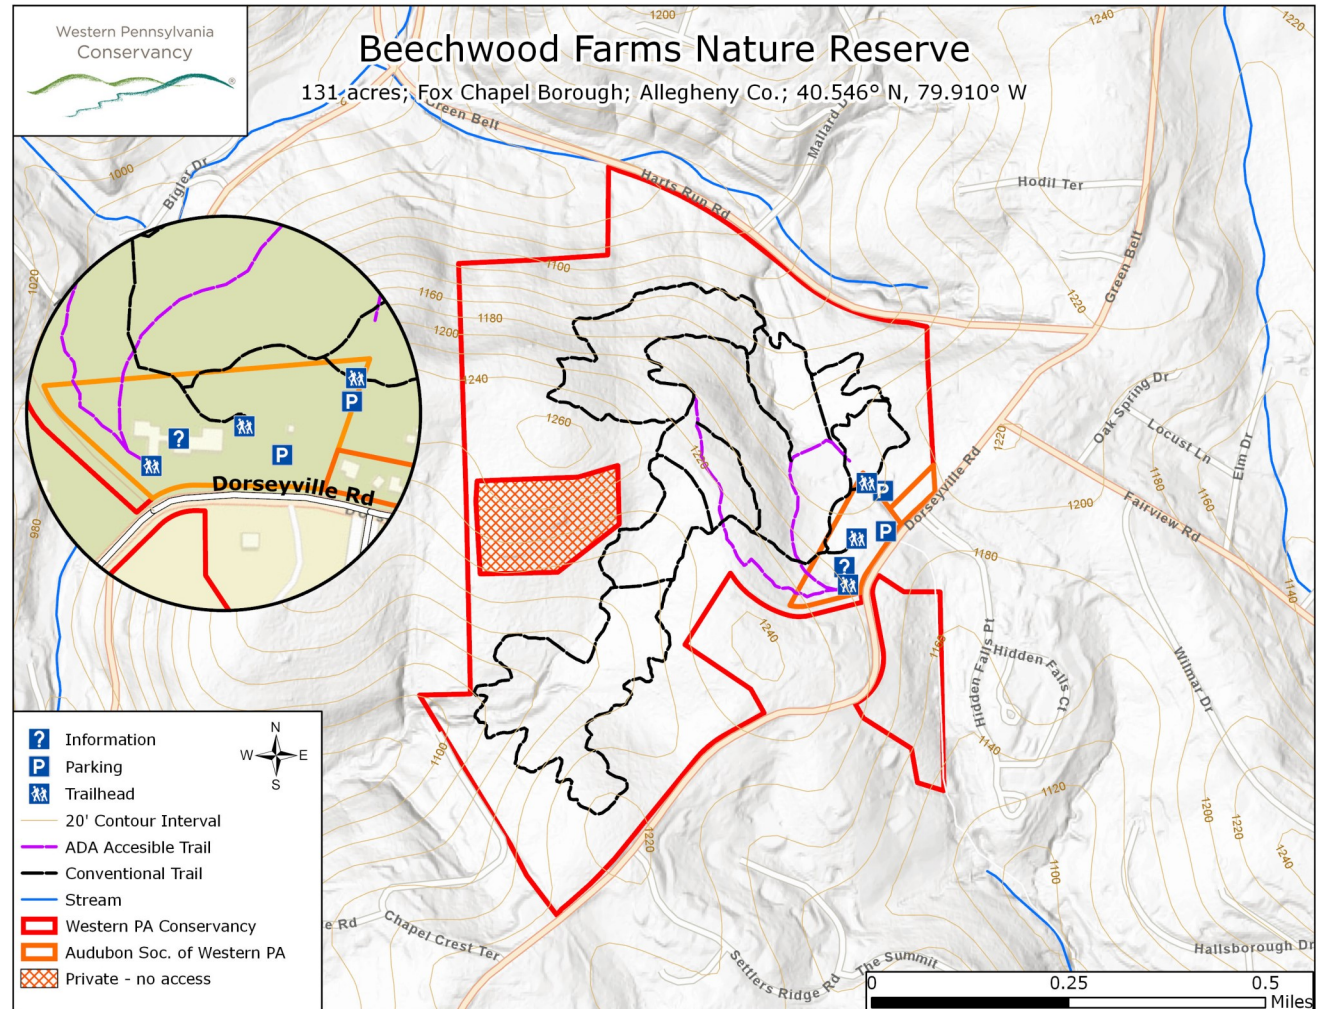 Western Pennsylvania
Conservancy
®
Beechwood Farms Nature Reserve
131 acres; Fox Chapel Borough; Allegheny Co.; 40.546° N, 79.910° W
1200
1240
1220
Green Belt
Mallard D
1000
Bigler Dr
Harts Run Rd
Hodil Ter
Green Belt
1020
1100
1160
1180
1200
1220
1240
1260
1220
Oak Spring Dr
Locust Ln
Elm Dr
1220
1200
1180
1160
Fairview Rd
?
P
P
Dorseyville Rd
980
P
P
?
Dorseyville Rd
1180
1140
1240
1160
Hidden Falls Pt
Hidden Falls Ct
Wilmar Dr
1100
1140
1120
1200
1220
1240
1100
1220
? Information
P Parking
Trailhead
20' Contour Interval
ADA Accesible Trail
Conventional Trail
Stream
Western PA Conservancy
Audubon Soc. of Western PA
Private - no access
N
W E
S
e Rd
Chapel Crest Ter
Settlers Ridge Rd
The Summit
Hallsborough Dr
0 0.25 0.5
Miles